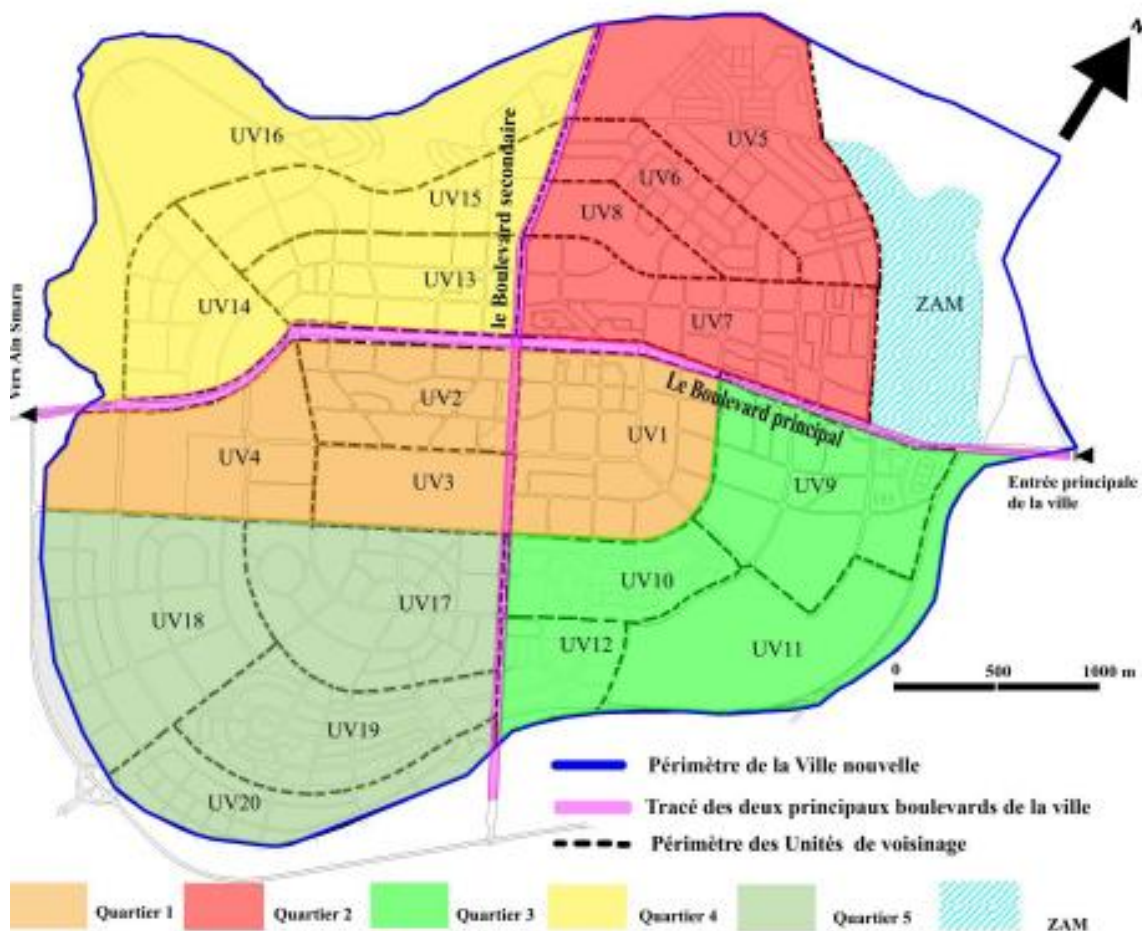 N
UV16
UV5
UV15
UV6
UV8
le Boulevard secondaire
UV13
UV14
UV7
ZAM
vers Ain Smara
UV2
UV1
Le Boulevard principal
UV4
UV3
UV9
Entrée principale
de la ville
UV10
UV17
UV18
UV12
UV11
0 500 1000 m
UV19
UV20
Périmètre de la Ville nouvelle
Tracé des deux principaux boulevards de la ville
Périmètre des Unités de voisinage
Quartier 1
Quartier 2
Quartier 3
Quartier 4
Quartier 5
ZAM